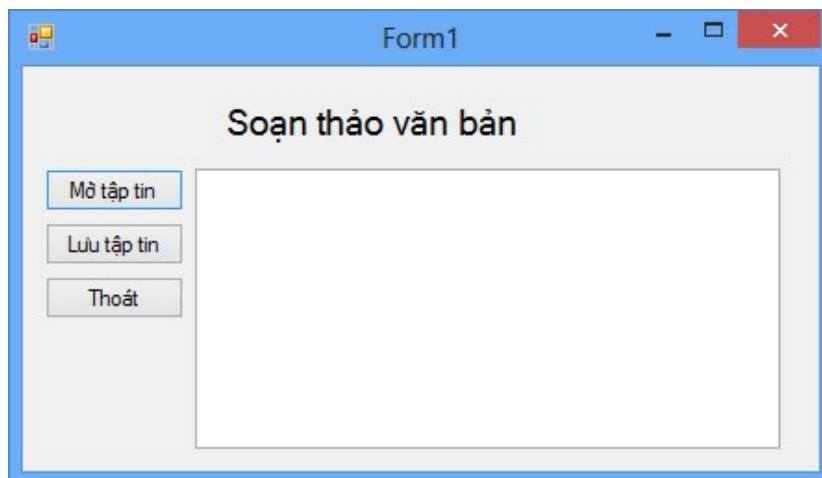 Form1
Soạn thảo văn bản
Mở tập tin
Lưu tập tin
Thoát